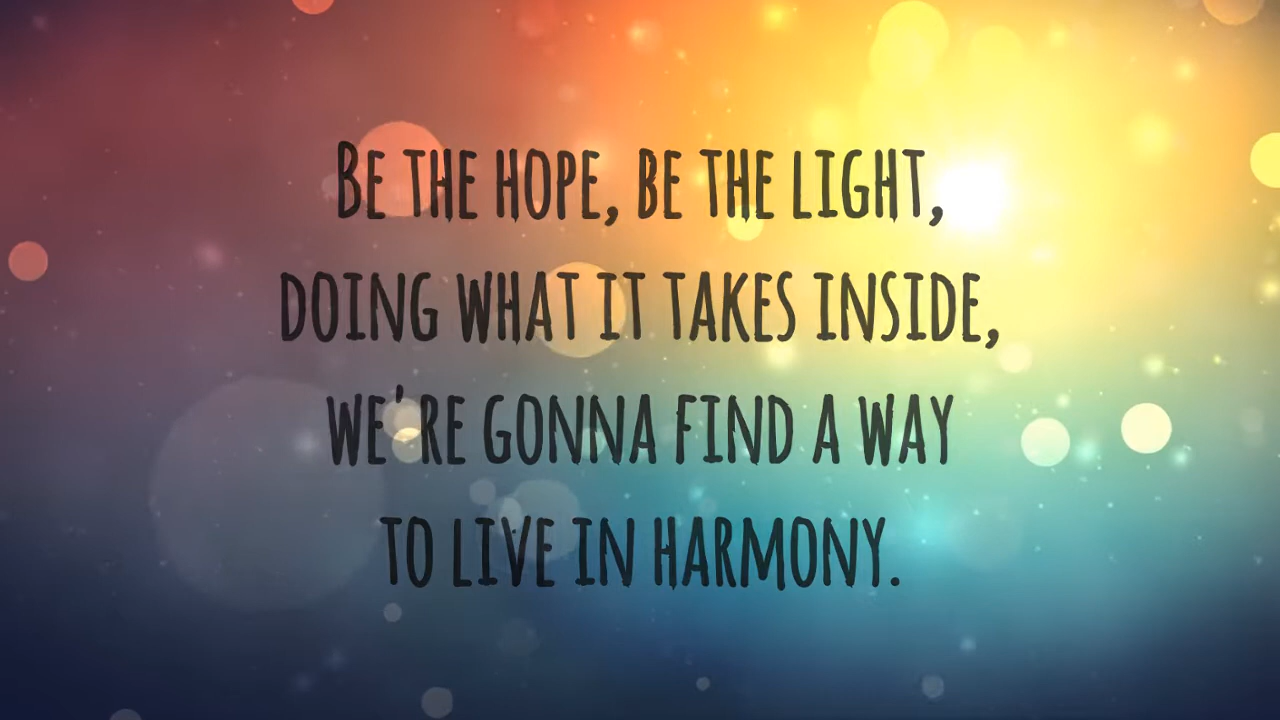 Be the hope, be the light,
doing what it takes inside,
we're gonna find a way
to live in harmony.